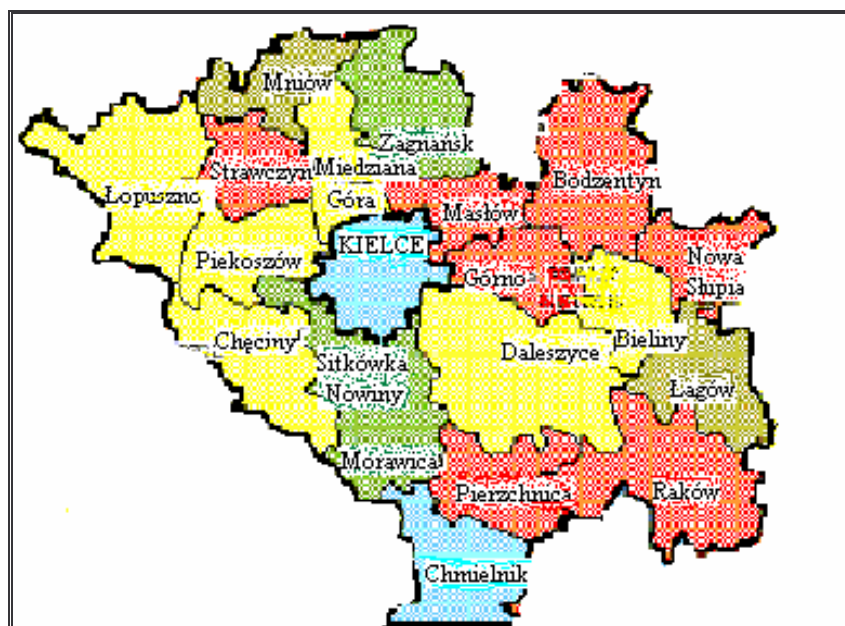 Mniów
Zagnańsk
Strawczyn
Miedziana
Góra
Bodzentyn
Łopuszno
Masłów
KIELCE
Piekoszów
Górno
Nowa
Słupia
Chęciny
Sitkówka
Nowiny
Daleszyce
Bieliny
Łagów
Morawica
Pierzchnica
Raków
Chmielnik